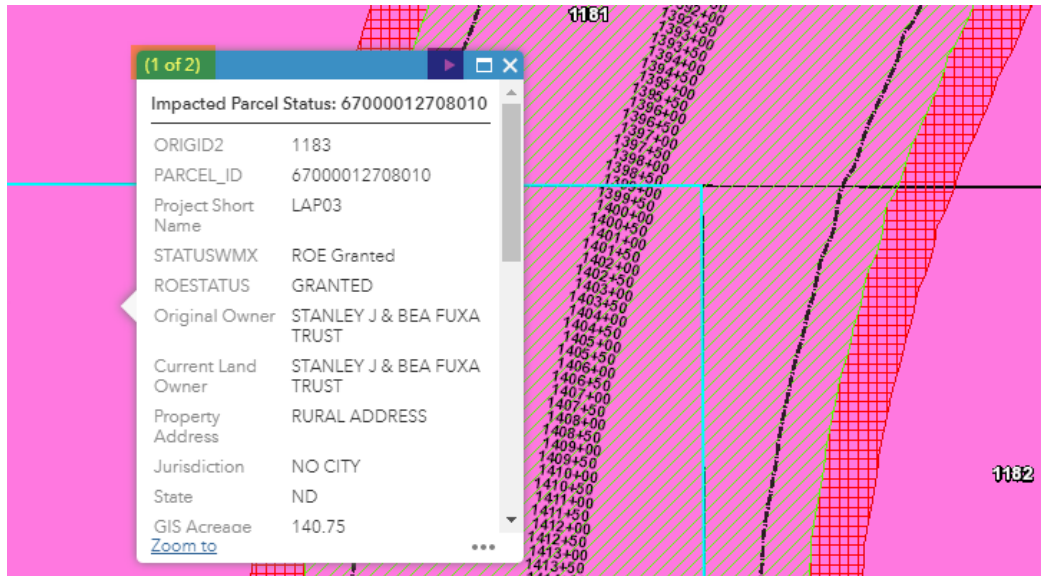 1181
1392+00
1392+50
1393+00
1393+50
1394+00
1394+50
1395+00
1395+50
1396+00
1396+50
1397+00
1397+50
1398+00
1398+50
1399+00
1399+50
1400+00
1400+50
1401+00
1401+50
1402+00
1402+50
1403+00
1403+50
1404+00
1404+50
1405+00
1405+50
1406+00
1406+50
1407+00
1407+50
1408+00
1408+50
1409+00
1409+50
1410+00
1410+50
1411+00
1411+50
1412+00
1412+50
1413+00
1413+50
1182
(1 of 2)
Impacted Parcel Status: 67000012708010
ORIGID2 1183
PARCEL_ID 67000012708010
Project Short LAP03
Name
STATUSWMX ROE Granted
ROESTATUS GRANTED
Original Owner STANLEY J & BEA FUXA
TRUST
Current Land STANLEY J & BEA FUXA
Owner TRUST
Property RURAL ADDRESS
Address
Jurisdiction NO CITY
State ND
GIS Acreage 140.75
Zoom to